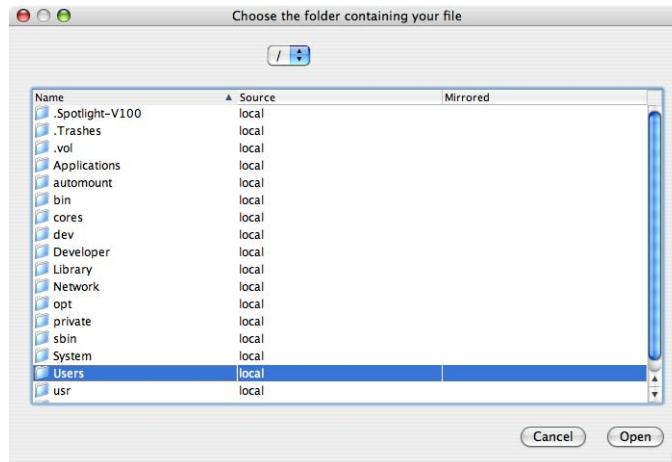 Choose the folder containing your file
/
Name Source Mirrored
.Spotlight-V100 local
.Trashes local
.vol local
Applications local
automount local
bin local
cores local
dev local
Developer local
Library local
Network local
opt local
private local
sbin local
System local
Users local
usr local
Cancel Open